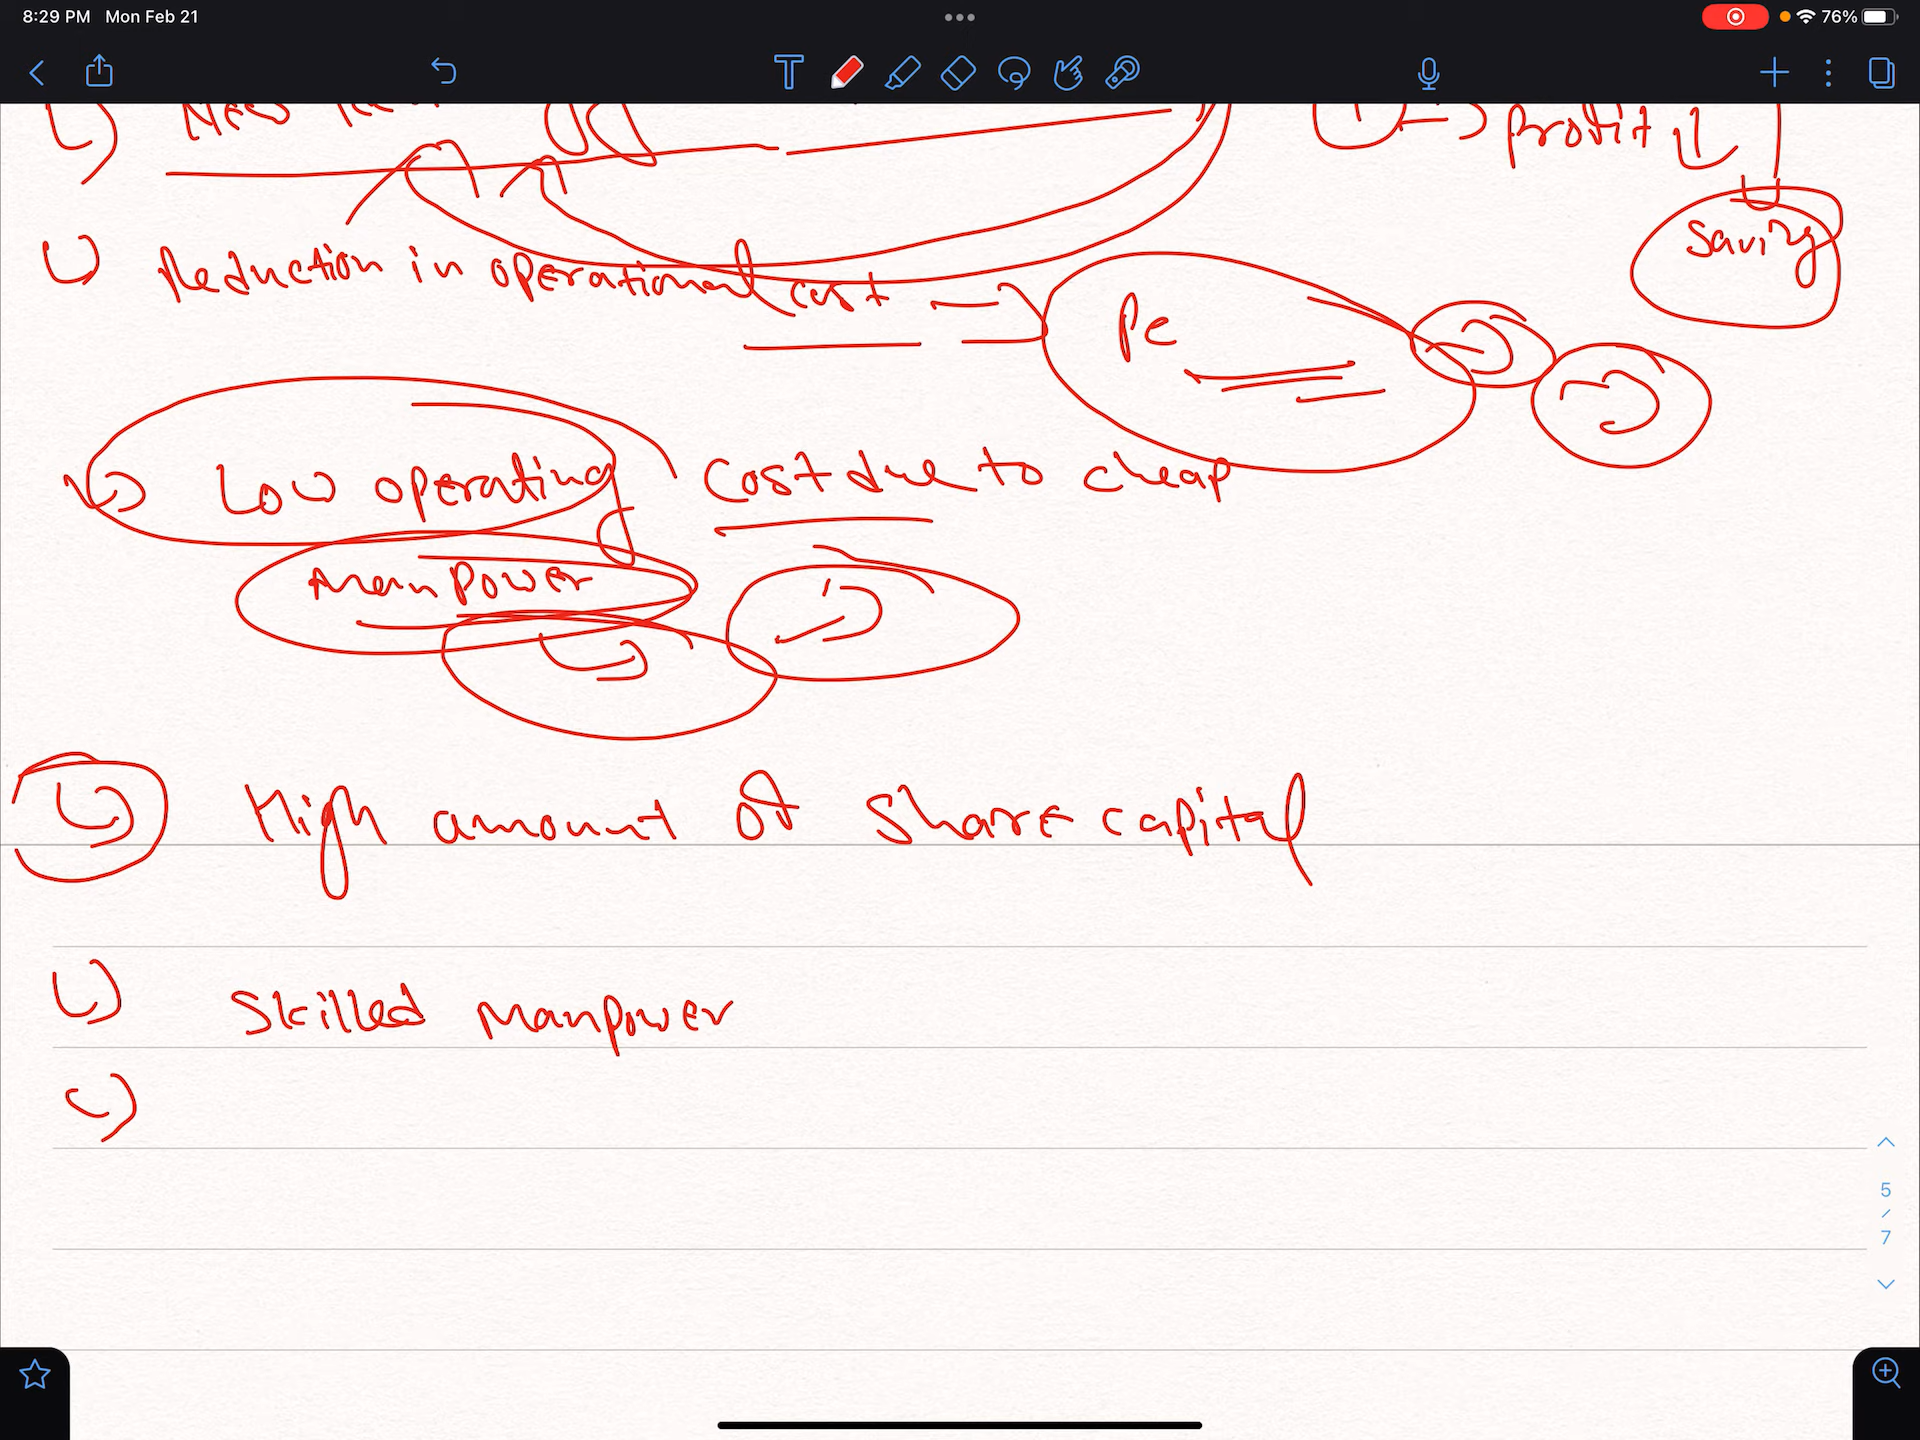 8:29 PM Mon Feb 21
76%
profit
saving
Reduction in operational cost
Pe
Low operating cost due to cheap
manpower
High amount of share capital
Skilled manpower
5
/
7